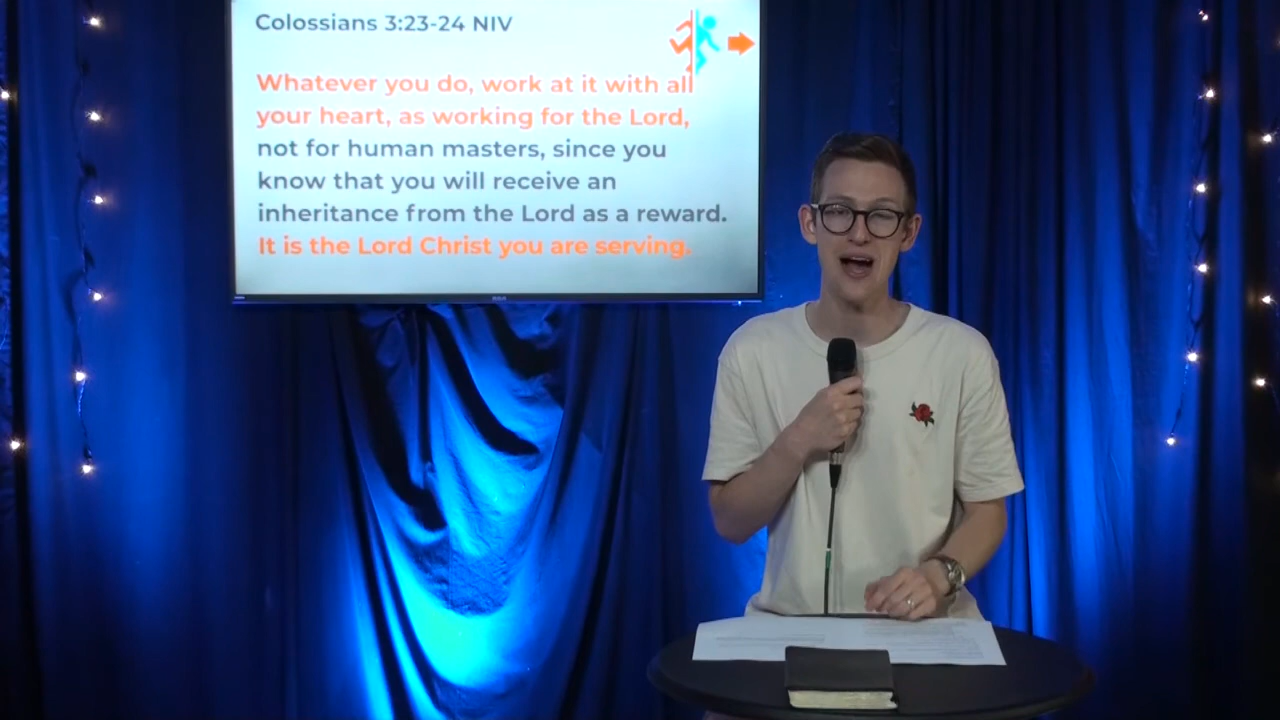 Colossians 3:23-24 NIV
Whatever you do, work at it with all
your heart, as working for the Lord,
not for human masters, since you
know that you will receive an
inheritance from the Lord as a reward.
It is the Lord Christ you are serving.
RCA